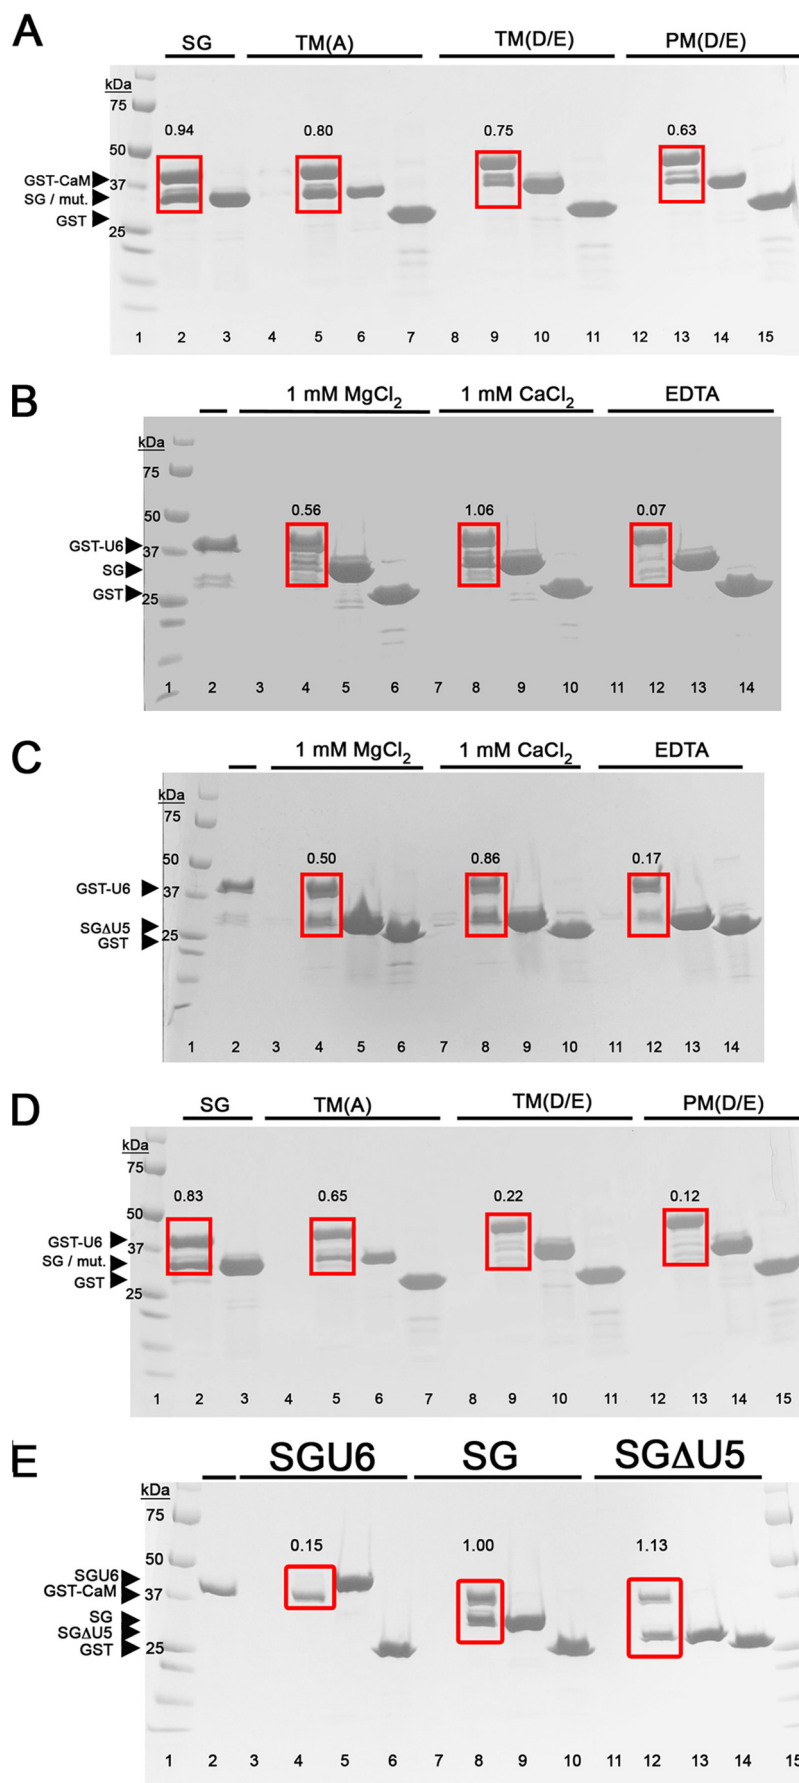 A
SG TM(A) TM(D/E) PM(D/E)
kDa
75
0.94 0.80 0.75 0.63
50
GST-CaM
37
SG / mut.
GST
25
1 2 3 4 5 6 7 8 9 10 11 12 13 14 15
B
1 mM MgCl2 1 mM CaCl2 EDTA
kDa
75
0.56 1.06 0.07
50
GST-U6
37
SG
GST
25
1 2 3 4 5 6 7 8 9 10 11 12 13 14
C
1 mM MgCl2 1 mM CaCl2 EDTA
kDa
75
50
0.50 0.86 0.17
GST-U6
37
SGΔU5
25
GST
1 2 3 4 5 6 7 8 9 10 11 12 13 14
D
SG TM(A) TM(D/E) PM(D/E)
kDa
75
0.83 0.65 0.22 0.12
50
GST-U6
37
SG / mut.
GST
25
1 2 3 4 5 6 7 8 9 10 11 12 13 14 15
E
SGU6 SG SGΔU5
kDa
75
0.15 1.00 1.13
50
SGU6
GST-CaM
37
SG
SGΔU5
GST
25
1 2 3 4 5 6 7 8 9 10 11 12 13 14 15